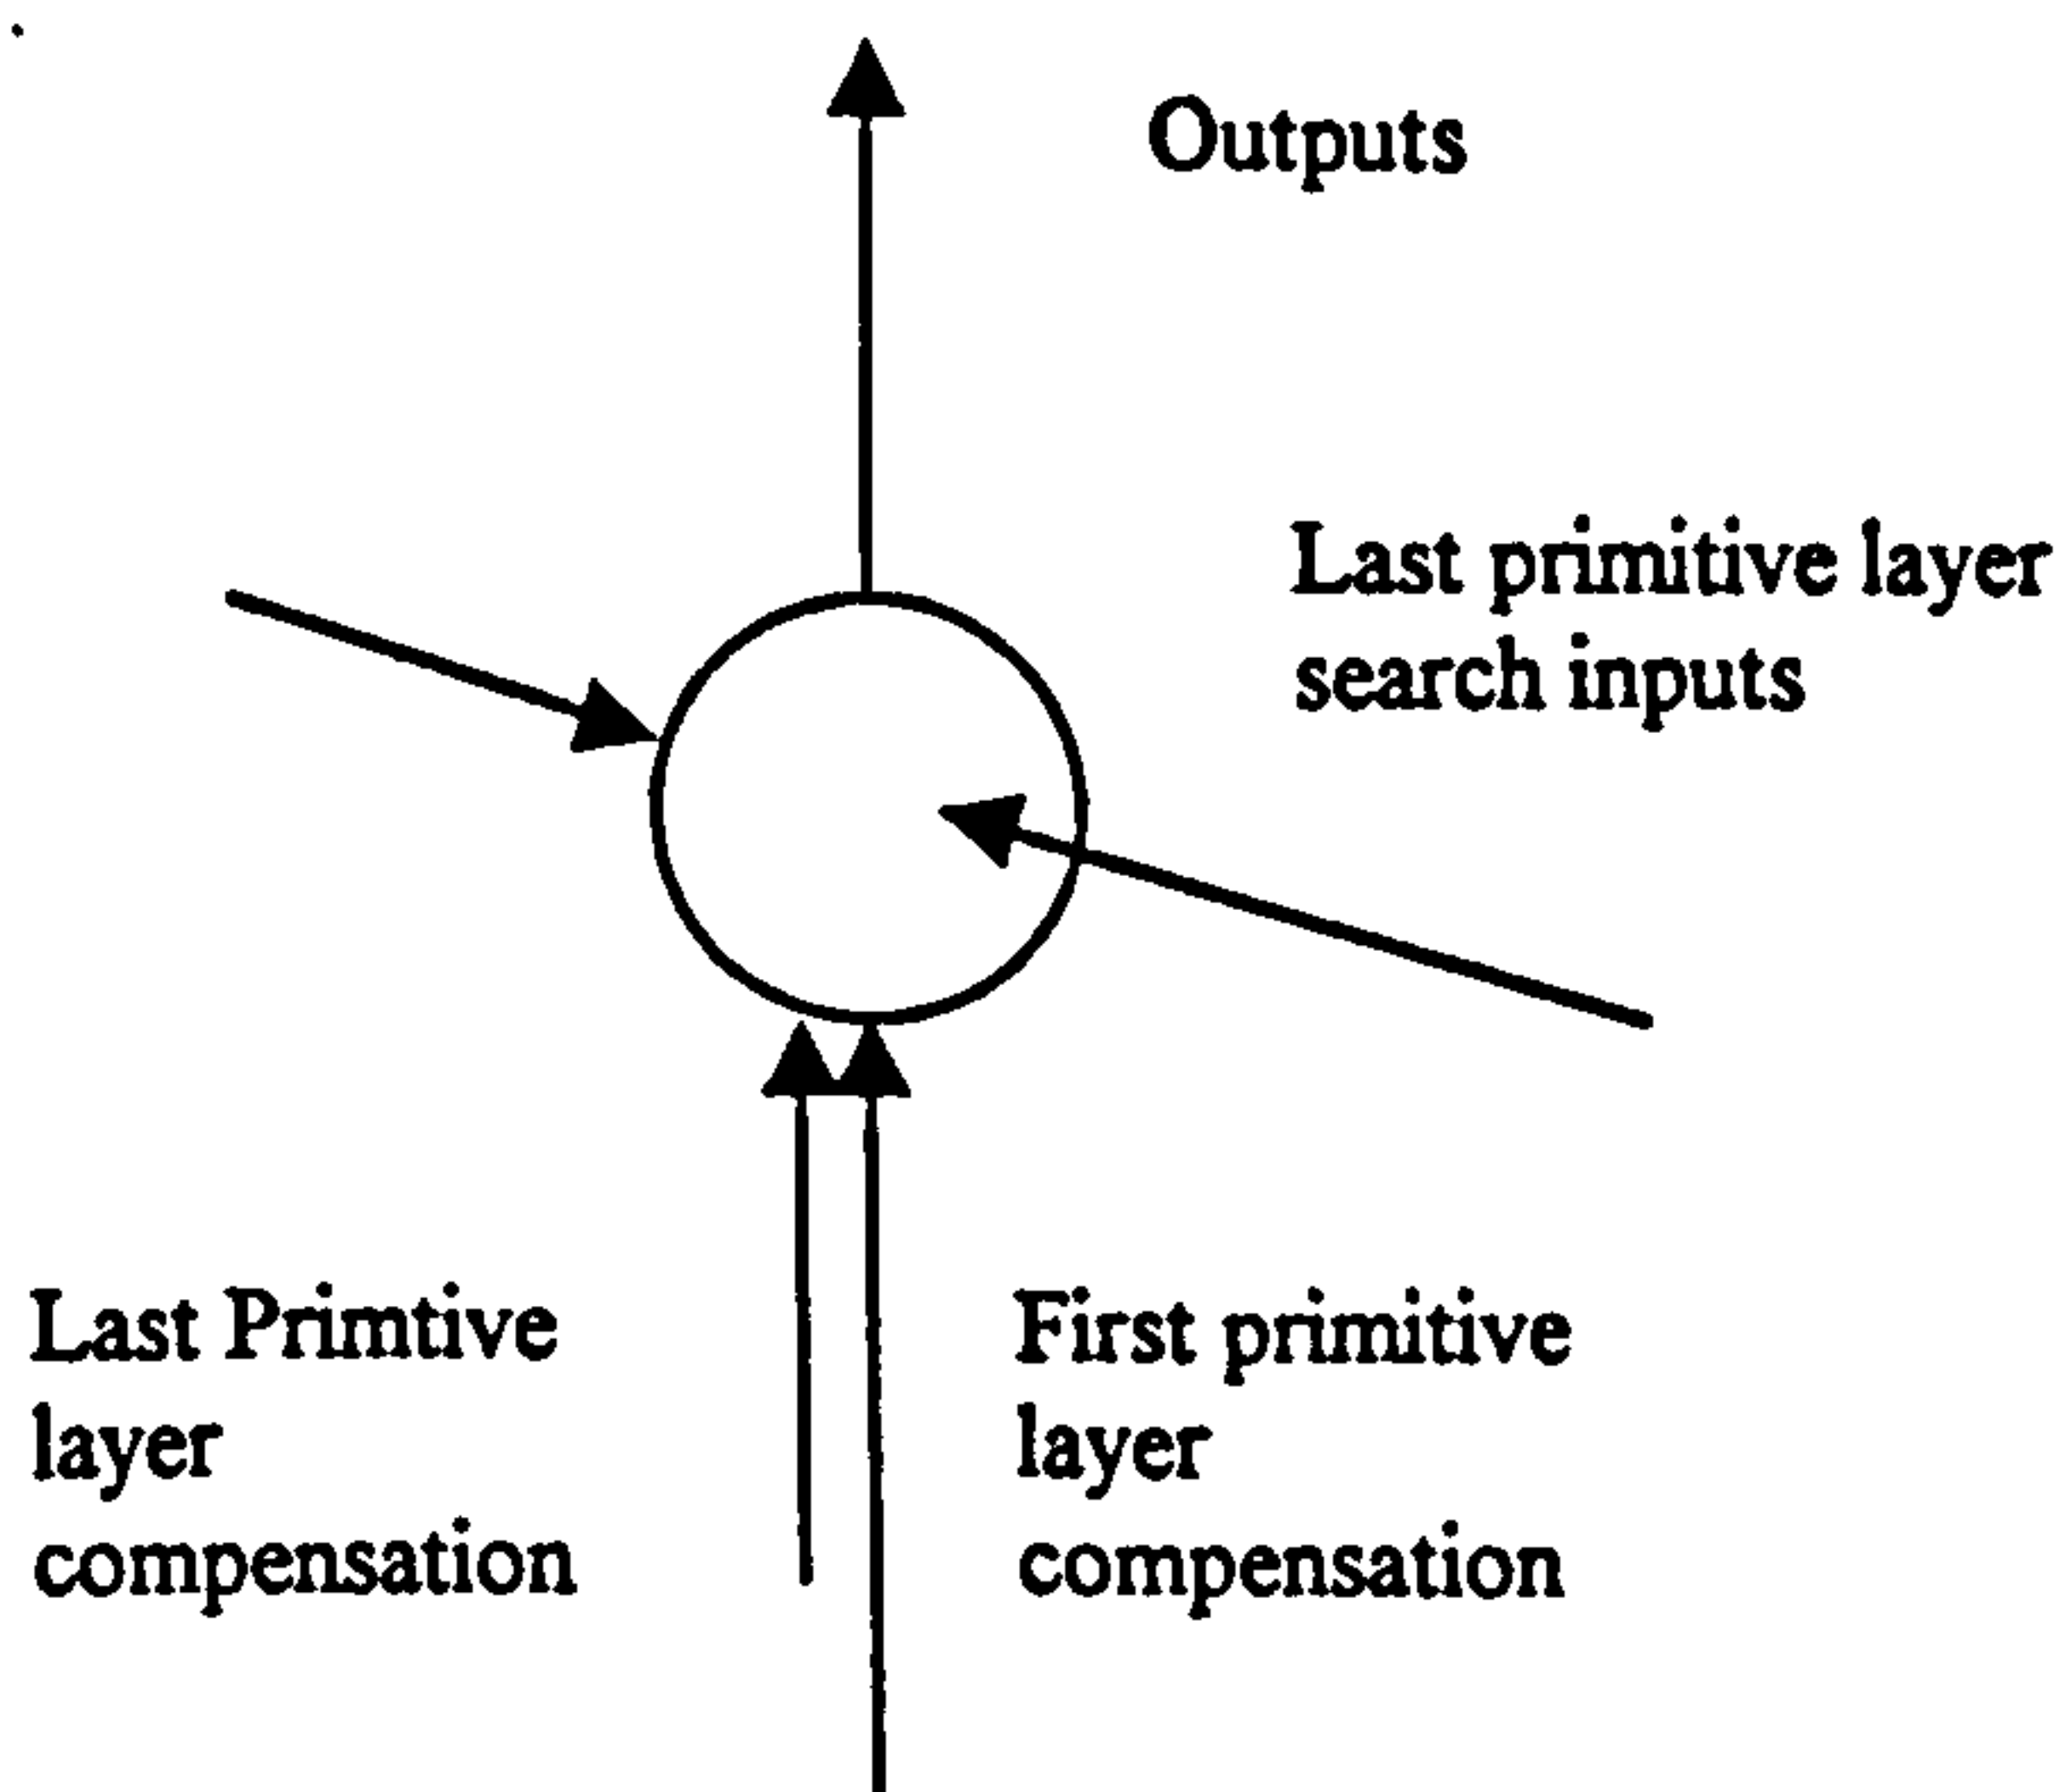 Outputs
Last primitive layer
search inputs
Last Primtive
layer
compensation
First primitive
layer
compensation